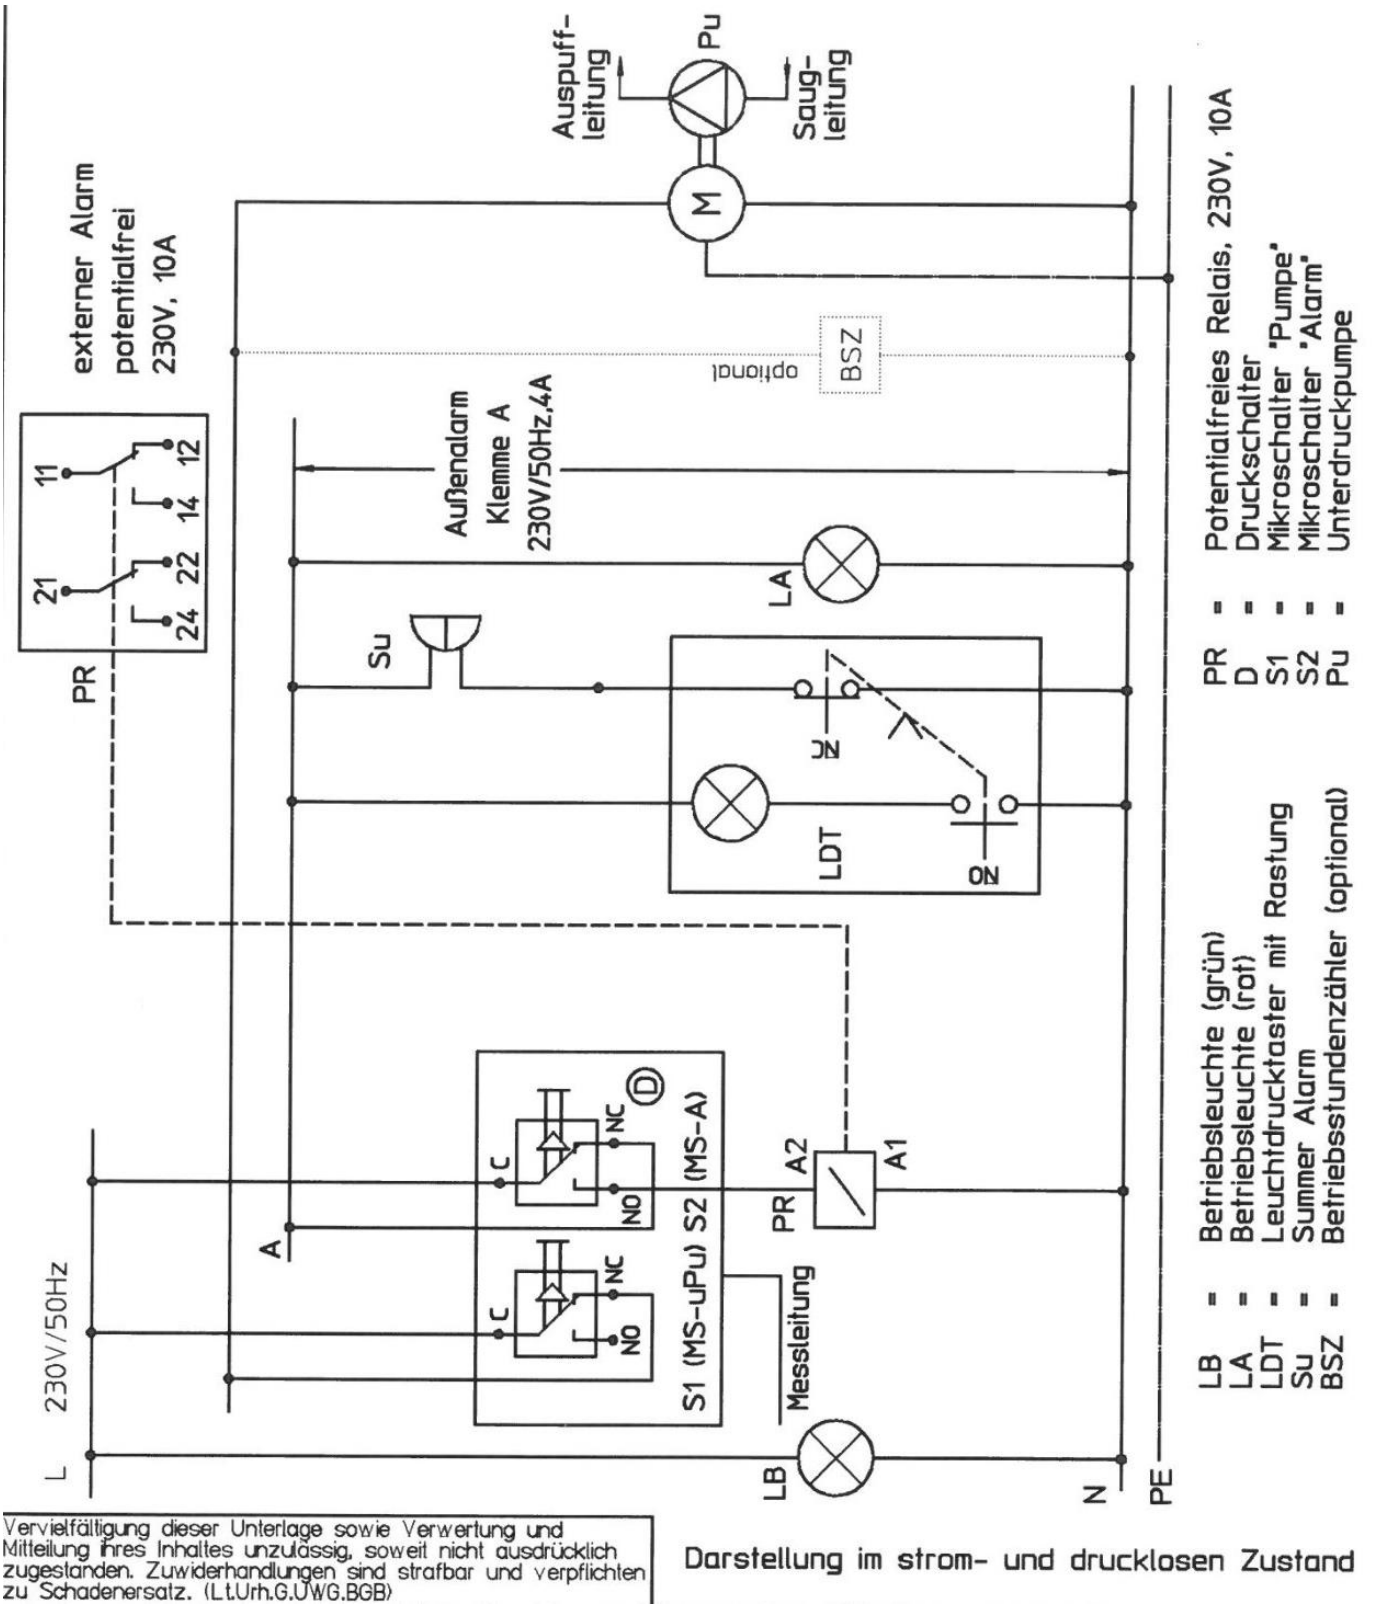 L 230V/50Hz
externer Alarm
potentialfrei
230V, 10A
PR
21
11
24 22 14 12
A
Su
Außenalarm
Klemme A
230V/50Hz,4A
LA
optional
BSZ
M
Auspuff-
leitung
Pu
Saug-
leitung
C
NO
NC
C
NO
NC
D
S1 (MS-uPu) S2 (MS-A)
Messleitung
LB
PR
A2
A1
LDT
NC
NO
N
PE
LB = Betriebsleuchte (grün)
LA = Betriebsleuchte (rot)
LDT = Leuchtdrucktaster mit Rastung
Su = Summer Alarm
BSZ = Betriebsstundenzähler (optional)
PR = Potentialfreies Relais, 230V, 10A
D = Druckschalter
S1 = Mikroschalter "Pumpe"
S2 = Mikroschalter "Alarm"
Pu = Unterdruckpumpe
Vervielfältigung dieser Unterlage sowie Verwertung und
Mitteilung ihres Inhaltes unzulässig, soweit nicht ausdrücklich
zugestanden. Zuwiderhandlungen sind strafbar und verpflichten
zu Schadenersatz. (Lt.Urh.G.UWG.BGB)
Darstellung im strom- und drucklosen Zustand